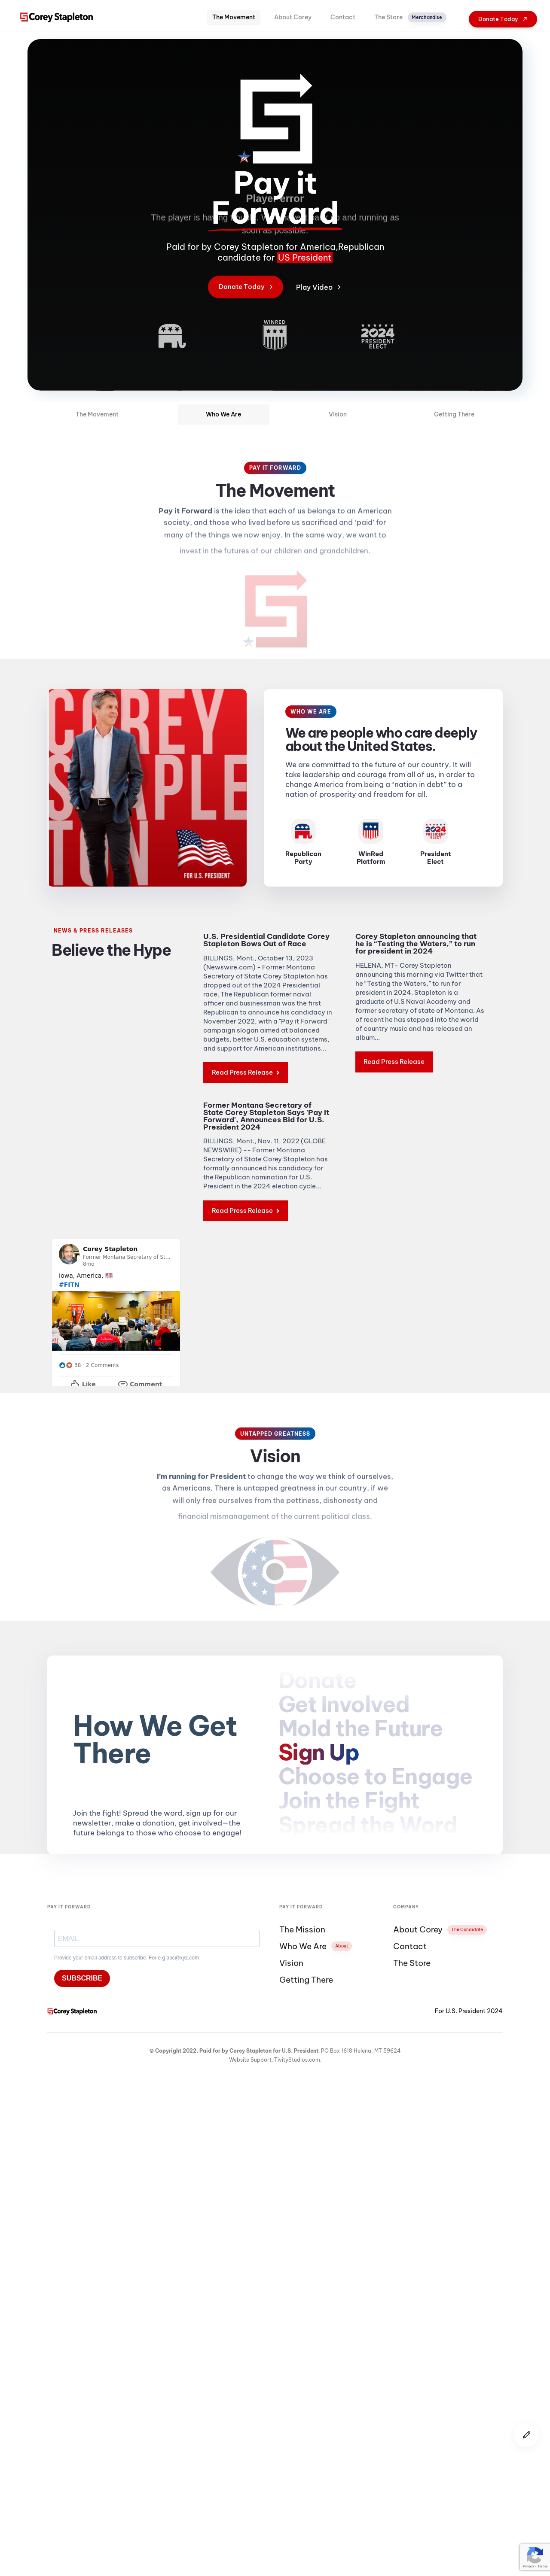 Corey Stapleton
The Movement
About Corey
Contact
The Store
Merchandise
Donate Today
Pay it
Forward
Player error
The player is having
up and running as
soon as possible.
Paid for by Corey Stapleton for America,Republican
candidate for US President
Donate Today
Play Video
WINRED
2024
PRESIDENT
ELECT
The Movement
Who We Are
Vision
Getting There
PAY IT FORWARD
The Movement
Pay it Forward is the idea that each of us belongs to an American
society, and those who lived before us sacrificed and ‘paid’ for
many of the things we now enjoy. In the same way, we want to
invest in the futures of our children and grandchildren.
COREY
STAPLE
TON
FOR U.S. PRESIDENT
WHO WE ARE
We are people who care deeply
about the United States.
We are committed to the future of our country. It will
take leadership and courage from all of us, in order to
change America from being a “nation in debt” to a
nation of prosperity and freedom for all.
2024
PRESIDENT
ELECT
Republican
Party
WinRed
Platform
President
Elect
NEWS & PRESS RELEASES
Believe the Hype
U.S. Presidential Candidate Corey
Stapleton Bows Out of Race
BILLINGS, Mont., October 13, 2023
(Newswire.com) - Former Montana
Secretary of State Corey Stapleton has
dropped out of the 2024 Presidential
race. The Republican former naval
officer and businessman was the first
Republican to announce his candidacy in
November 2022, with a "Pay it Forward"
campaign slogan aimed at balanced
budgets, better U.S. education systems,
and support for American institutions...
Read Press Release
Corey Stapleton announcing that
he is “Testing the Waters,” to run
for president in 2024
HELENA, MT– Corey Stapleton
announcing this morning via Twitter that
he “Testing the Waters,” to run for
president in 2024. Stapleton is a
graduate of U.S Naval Academy and
former secretary of state of Montana. As
of recent he has stepped into the world
of country music and has released an
album...
Read Press Release
Former Montana Secretary of
State Corey Stapleton Says 'Pay It
Forward', Announces Bid for U.S.
President 2024
BILLINGS, Mont., Nov. 11, 2022 (GLOBE
NEWSWIRE) -- Former Montana
Secretary of State Corey Stapleton has
formally announced his candidacy for
the Republican nomination for U.S.
President in the 2024 election cycle...
Read Press Release
Corey Stapleton
Former Montana Secretary of St...
8mo
Iowa, America. 🇺🇸
#FITN
38 · 2 Comments
Like
Comment
UNTAPPED GREATNESS
Vision
I’m running for President to change the way we think of ourselves,
as Americans. There is untapped greatness in our country, if we
will only free ourselves from the pettiness, dishonesty and
financial mismanagement of the current political class.
How We Get
There
Join the fight! Spread the word, sign up for our
newsletter, make a donation, get involved—the
future belongs to those who choose to engage!
Donate
Get Involved
Mold the Future
Sign Up
Choose to Engage
Join the Fight
Spread the Word
PAY IT FORWARD
EMAIL
Provide your email address to subscribe. For e.g abc@xyz.com
SUBSCRIBE
PAY IT FORWARD
The Mission
Who We Are
About
Vision
Getting There
COMPANY
About Corey
The Candidate
Contact
The Store
Corey Stapleton
For U.S. President 2024
© Copyright 2022, Paid for by Corey Stapleton for U.S. President. PO Box 1618 Helena, MT 59624
Website Support: TivityStudios.com.
Privacy - Terms